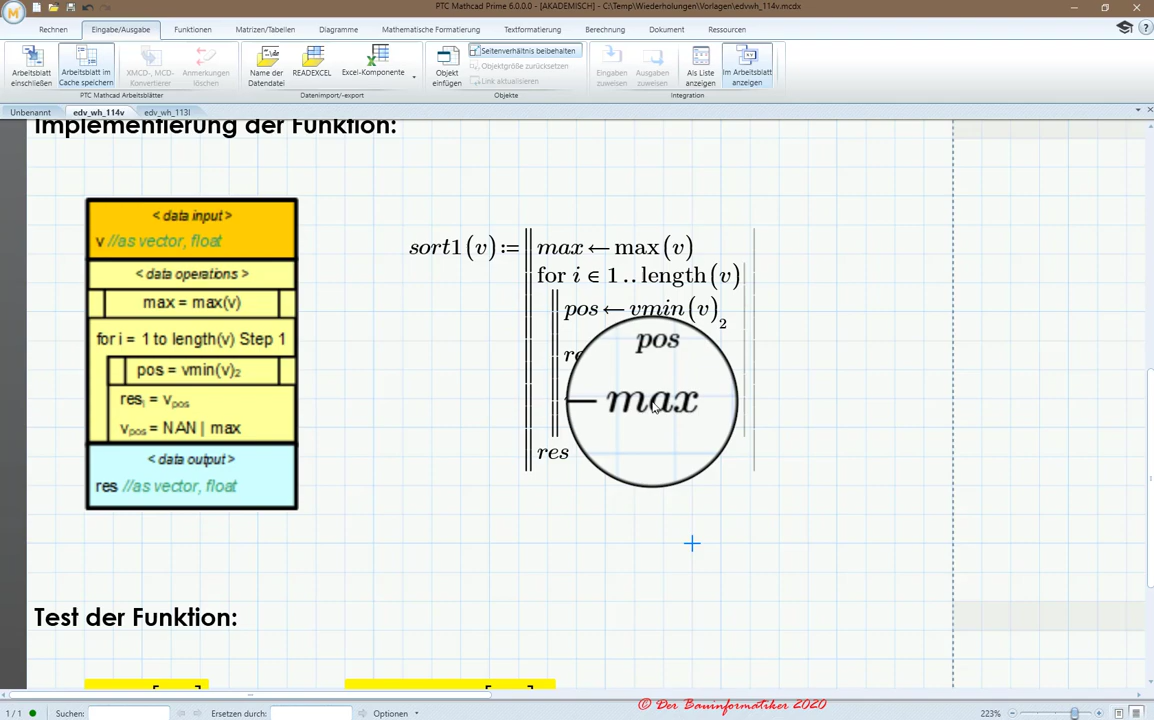 PTC Mathcad Prime 6.0.0.0 - [AKADEMISCH] - C:\Temp\Wiederholungen\Vorlagen\edvwh_114v.mcdx
Rechnen Eingabe/Ausgabe Funktionen Matrizen/Tabellen Diagramme Mathematische Formatierung Textformatierung Berechnung Dokument Ressourcen
Arbeitsblatt einschließen
Arbeitsblatt im Cache speichern
XMCD-, MCD-Konvertierer
Anmerkungen löschen
PTC Mathcad Arbeitsblätter
Name der Datendatei
READEXCEL
Excel-Komponente
Datenimport/-export
Objekt einfügen
Seitenverhältnis beibehalten
Objektgröße zurücksetzen
Link aktualisieren
Objekte
Eingaben zuweisen
Ausgaben zuweisen
Integration
Als Liste anzeigen
Im Arbeitsblatt anzeigen
Unbenannt edv_wh_114v edv_wh_113l
Implementierung der Funktion:
< data input >
v //as vector, float
< data operations >
max = max(v)
for i = 1 to length(v) Step 1
pos = vmin(v)₂
resᵢ = vpos
vpos = NAN | max
< data output >
res //as vector, float
sort1(v):=
max ← max(v)
for i ∈ 1 .. length(v)
pos ← vmin(v)₂
pos
max
res
Test der Funktion:
1 / 1 Suchen: Ersetzen durch: Optionen
© Der Bauinformatiker 2020
223%